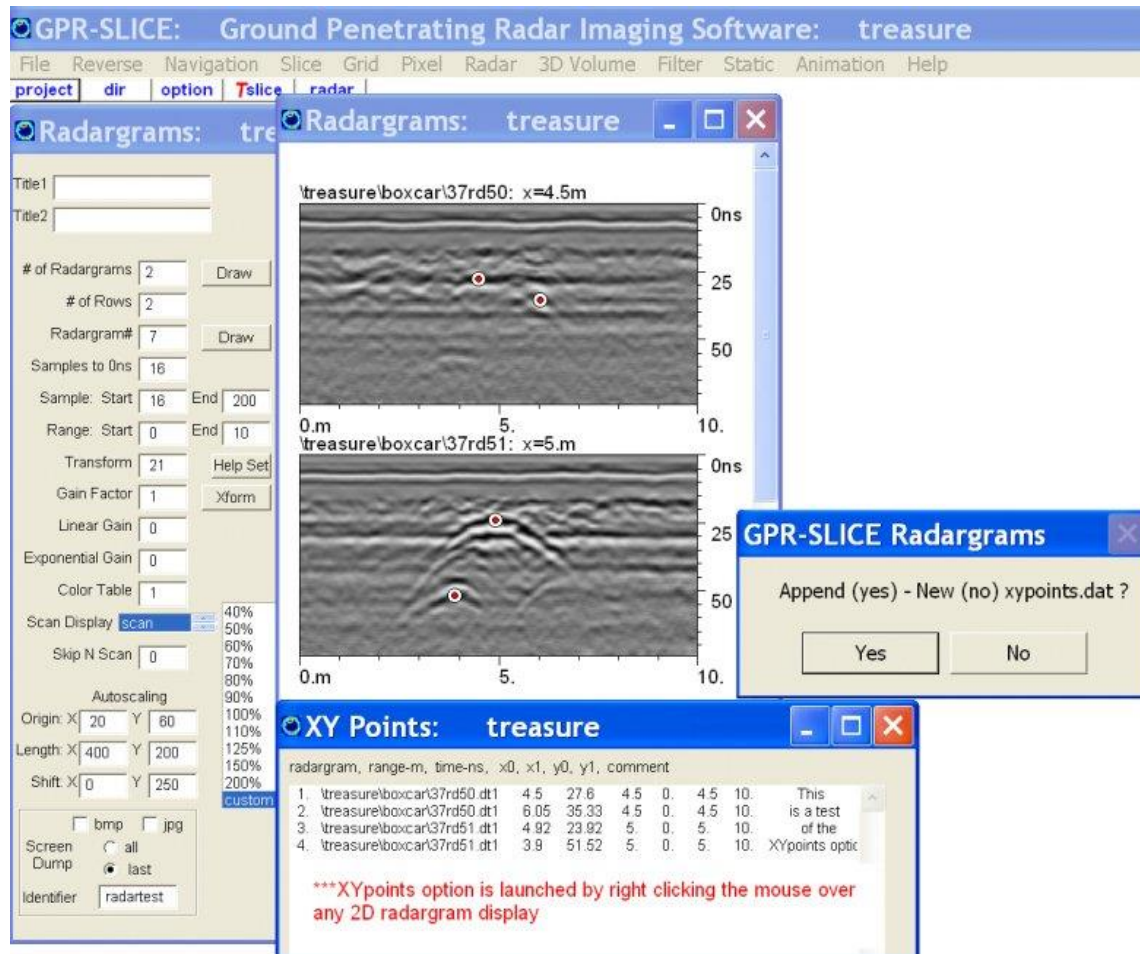 GPR-SLICE: Ground Penetrating Radar Imaging Software: treasure
File Reverse Navigation Slice Grid Pixel Radar 3D Volume Filter Static Animation Help
project dir option Tslice radar
Radargrams: tre
Title1
Title2
# of Radargrams 2 Draw
# of Rows 2
Radargram# 7 Draw
Samples to 0ns 16
Sample: Start 16 End 200
Range: Start 0 End 10
Transform 21 Help Set
Gain Factor 1 Xform
Linear Gain 0
Exponential Gain 0
Color Table 1
Scan Display scan
Skip N Scan 0
40%
50%
60%
70%
80%
90%
100%
110%
125%
150%
200%
custom
Autoscaling
Origin: X 20 Y 60
Length: X 400 Y 200
Shift: X 0 Y 250
bmp jpg
Screen Dump
all
last
Identifier radartest
Radargrams: treasure
\treasure\boxcar\37rd50: x=4.5m
0ns
25
50
0.m 5. 10.
\treasure\boxcar\37rd51: x=5.m
0ns
25
50
0.m 5. 10.
GPR-SLICE Radargrams
Append (yes) - New (no) xypoints.dat ?
Yes No
XY Points: treasure
radargram, range-m, time-ns, x0, x1, y0, y1, comment
1. \treasure\boxcar\37rd50.dt1 4.5 27.6 4.5 0. 4.5 10. This
2. \treasure\boxcar\37rd50.dt1 6.05 35.33 4.5 0. 4.5 10. is a test
3. \treasure\boxcar\37rd51.dt1 4.92 23.92 5. 0. 5. 10. of the
4. \treasure\boxcar\37rd51.dt1 3.9 51.52 5. 0. 5. 10. XYpoints optic
***XYpoints option is launched by right clicking the mouse over
any 2D radargram display